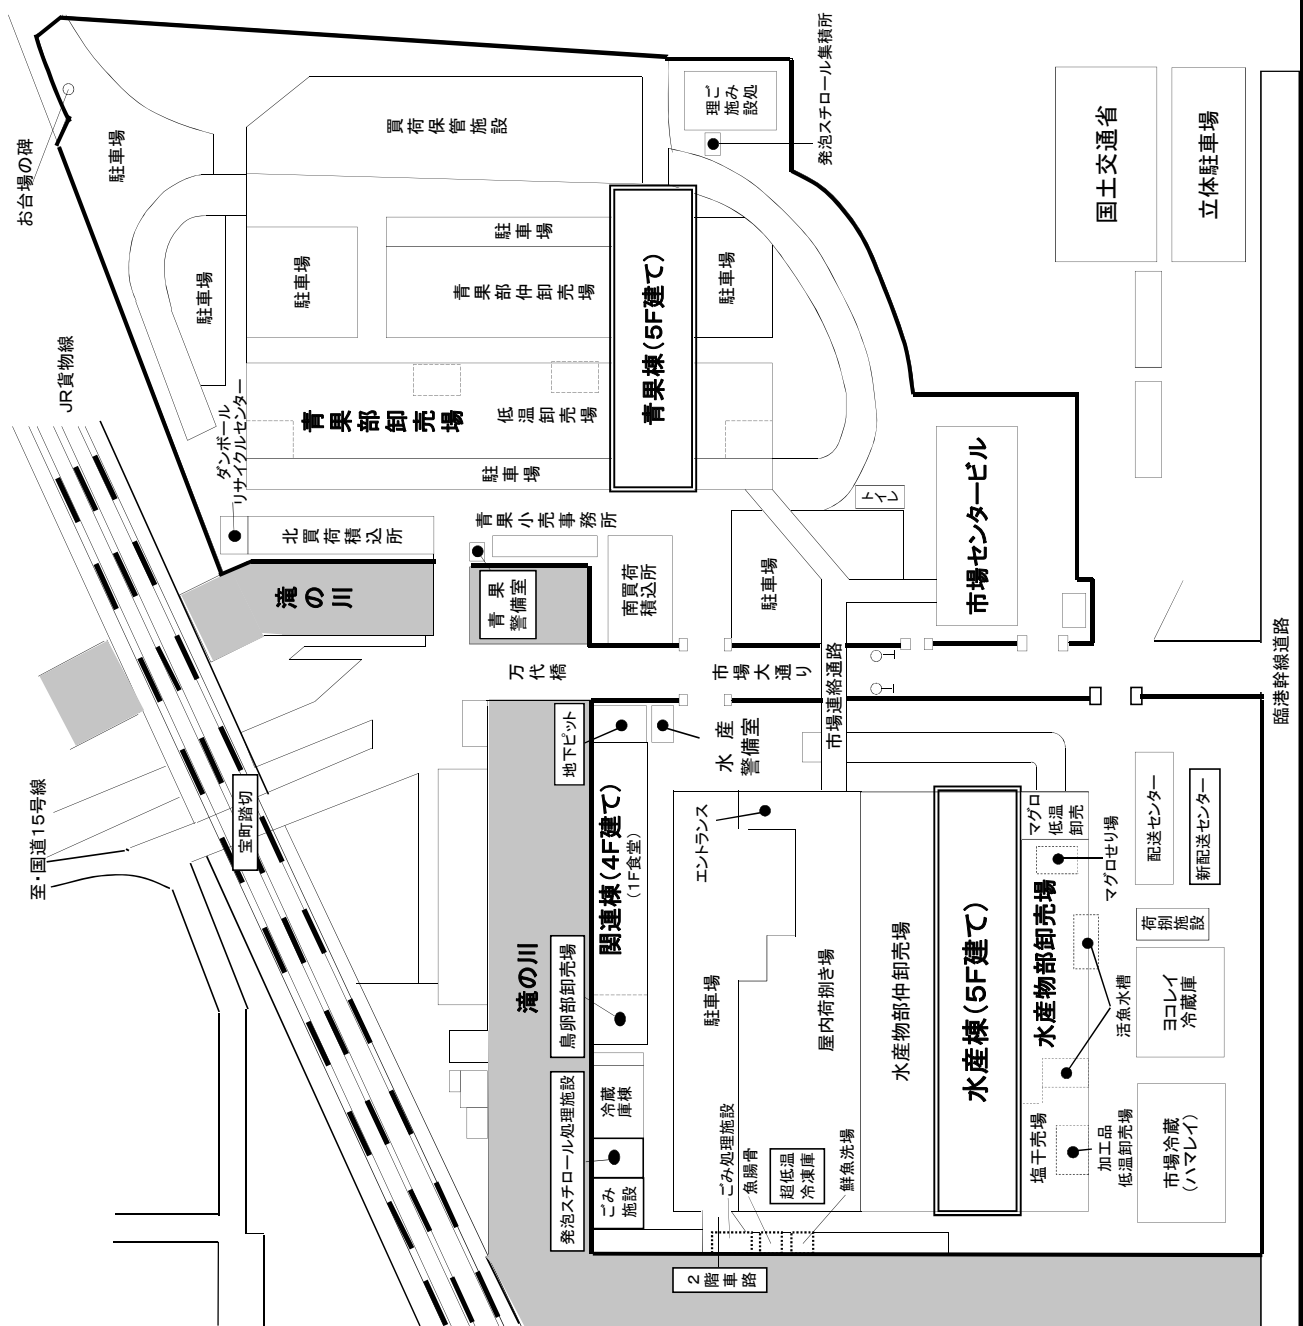 お台場の碑
駐車場
買荷保管施設
ごみ処
理施設
発泡スチロール集積所
国土交通省
立体駐車場
駐車場
駐車場
駐車場
青果部仲卸売場
青果棟(5F建て)
駐車場
JR貨物線
ダンボール
リサイクルセンター
青果部卸売場
低温卸売場
駐車場
北買荷積込所
青果小売事務所
トイレ
市場センタービル
滝の川
青果
警備室
南買荷
積込所
駐車場
万代橋
市場大通り
市場連絡通路
臨港幹線道路
至・国道15号線
宝町踏切
地下ピット
水産
警備室
関連棟(4F建て)
(1F食堂)
エントランス
マグロ
低温
卸売
マグロせり場
配送センター
新配送センター
滝の川
鳥卵部卸売場
駐車場
屋内荷捌き場
水産物部仲卸売場
水産棟(5F建て)
水産物部卸売場
荷捌
施設
活魚水槽
ヨコレイ
冷蔵庫
発泡スチロール処理施設
冷蔵
庫棟
ごみ
施設
ごみ処理施設
魚腸骨
超低温
冷凍庫
鮮魚洗場
塩干売場
加工品
低温卸売場
市場冷蔵
(ハマレイ)
2階車路